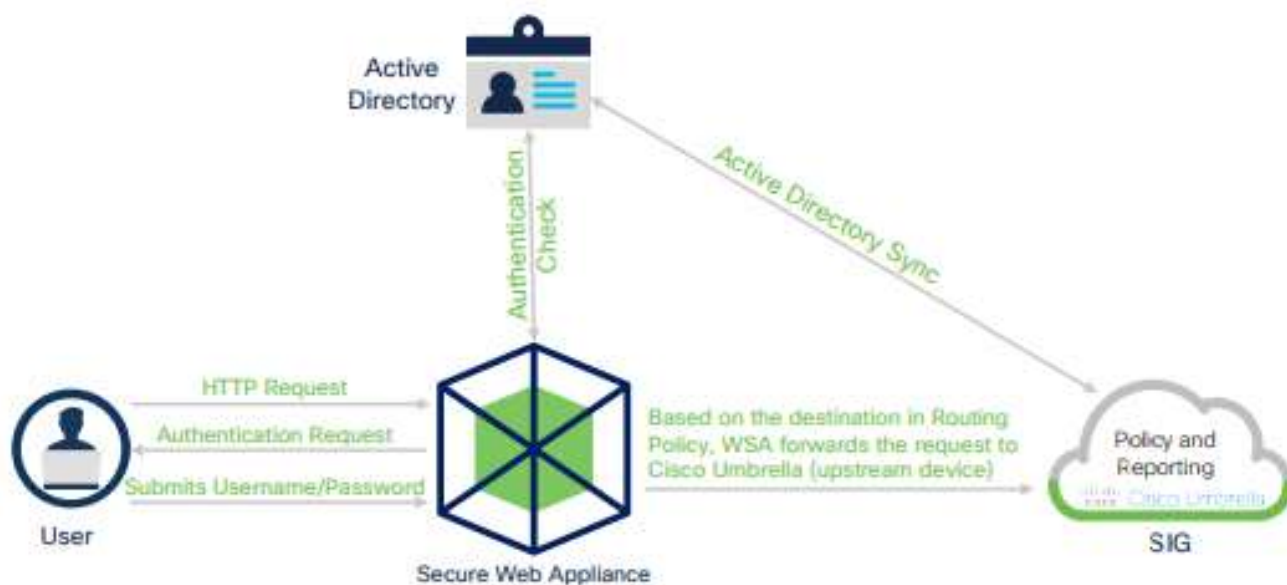 Active
Directory
Authentication
Check
Active Directory Sync
HTTP Request
Authentication Request
Submits Username/Password
User
Secure Web Appliance
Based on the destination in Routing
Policy, WSA forwards the request to
Cisco Umbrella (upstream device)
Policy and
Reporting
Cisco Umbrella
SIG